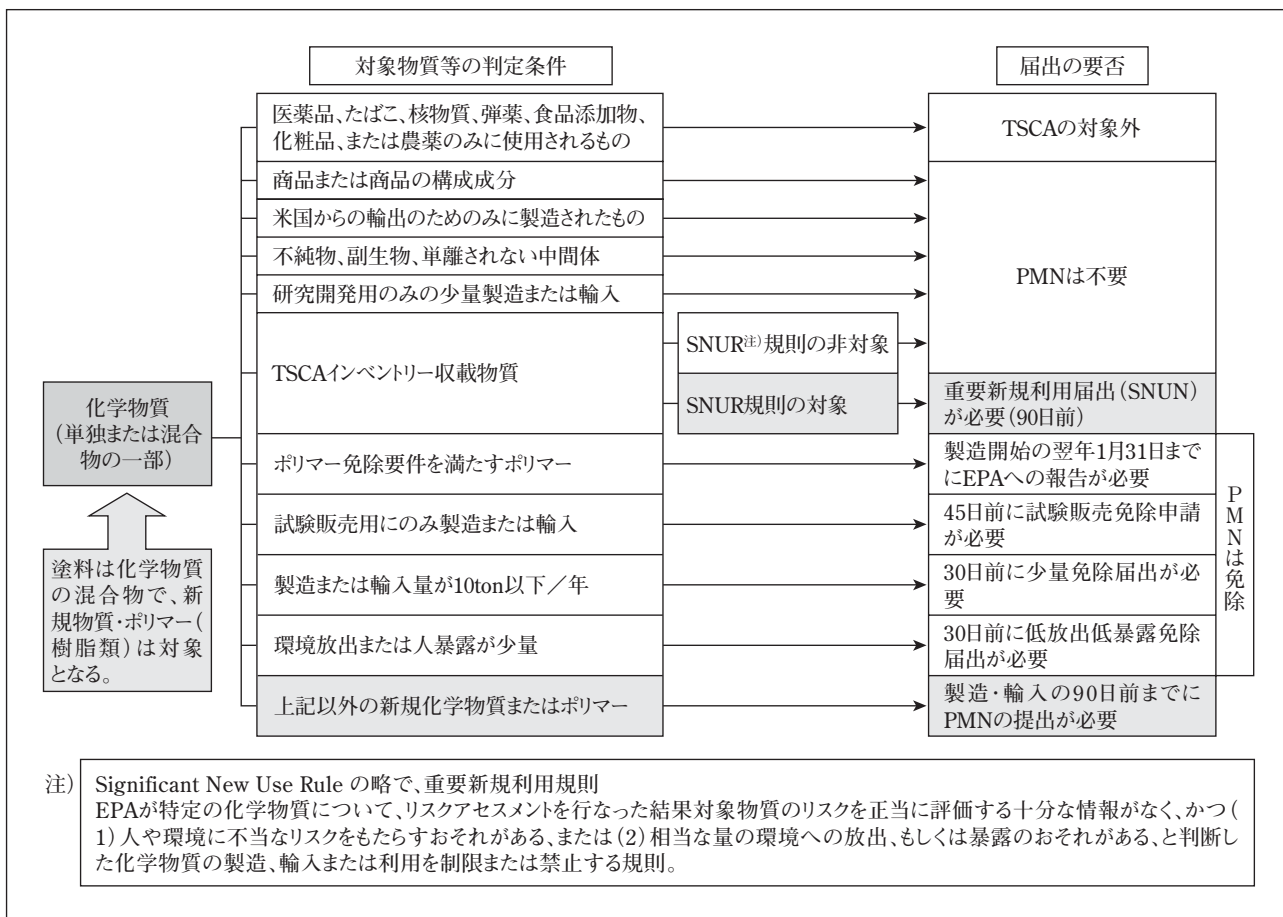 対象物質等の判定条件
届出の要否
医薬品、たばこ、核物質、弾薬、食品添加物、
化粧品、または農薬のみに使用されるもの
TSCAの対象外
商品または商品の構成成分
米国からの輸出のためのみに製造されたもの
不純物、副生物、単離されない中間体
研究開発用のみの少量製造または輸入
PMNは不要
TSCAインベントリー収載物質
SNUR注)規則の非対象
SNUR規則の対象
重要新規利用届出(SNUN)
が必要(90日前)
化学物質
(単独または混合
物の一部)
ポリマー免除要件を満たすポリマー
製造開始の翌年1月31日まで
にEPAへの報告が必要
試験販売用にのみ製造または輸入
45日前に試験販売免除申請
が必要
製造または輸入量が10ton以下／年
30日前に少量免除届出が必
要
環境放出または人暴露が少量
30日前に低放出低暴露免除
届出が必要
PMNは免除
上記以外の新規化学物質またはポリマー
製造・輸入の90日前までに
PMNの提出が必要
塗料は化学物質
の混合物で、新
規物質・ポリマー(
樹脂類)は対象
となる。
注)
Significant New Use Rule の略で、重要新規利用規則
EPAが特定の化学物質について、リスクアセスメントを行なった結果対象物質のリスクを正当に評価する十分な情報がなく、かつ(
1)人や環境に不当なリスクをもたらすおそれがある、または(2)相当な量の環境への放出、もしくは暴露のおそれがある、と判断し
た化学物質の製造、輸入または利用を制限または禁止する規則。